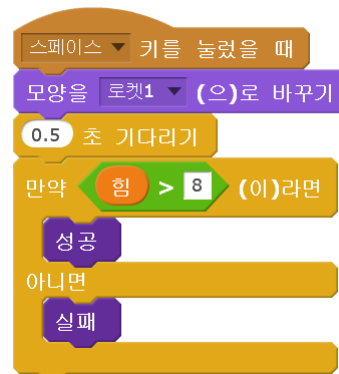 스페이스 키를 눌렀을 때
모양을 로켓1 (으)로 바꾸기
0.5 초 기다리기
만약 힘 > 8 (이)라면
성공
아니면
실패